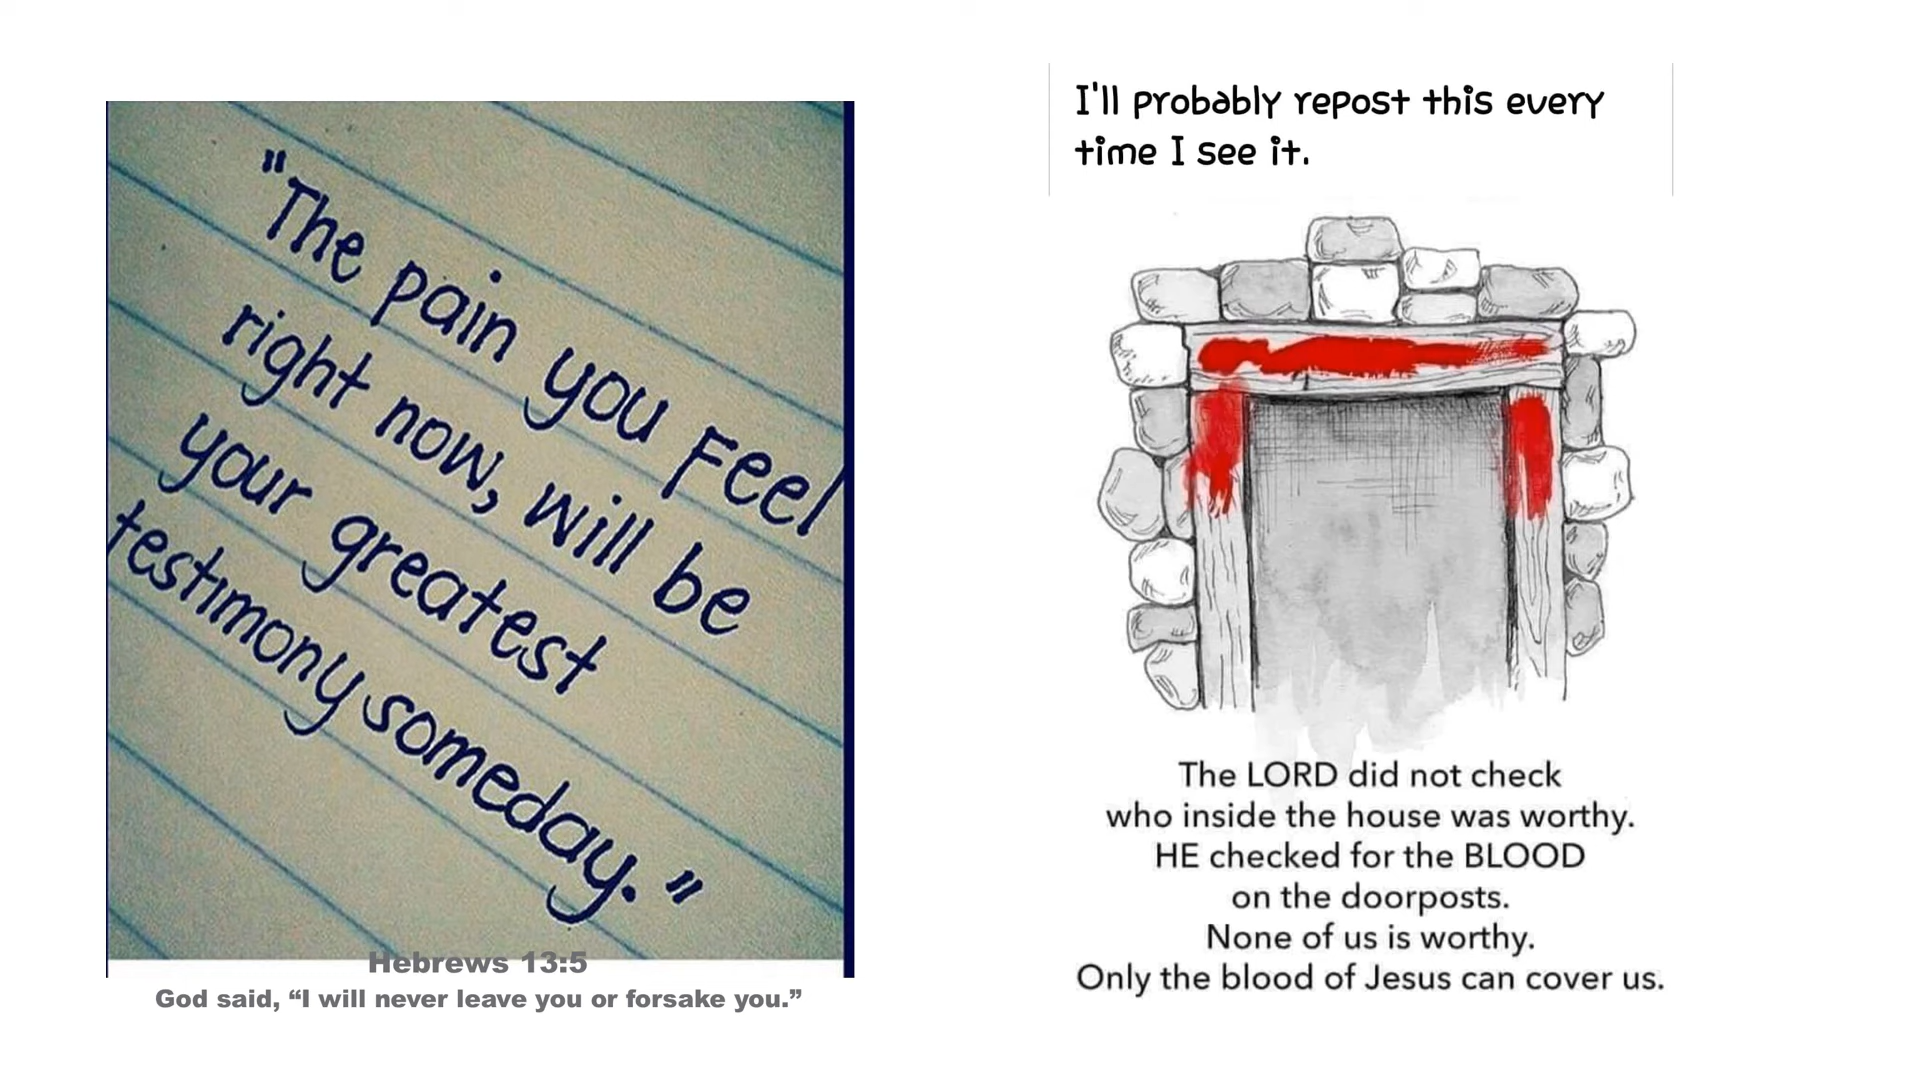 "The pain you Feel
right now, will be
your greatest
testimony someday."
Hebrews 13:5
God said, “I will never leave you or forsake you.”
I'll probably repost this every
time I see it.
The LORD did not check
who inside the house was worthy.
HE checked for the BLOOD
on the doorposts.
None of us is worthy.
Only the blood of Jesus can cover us.